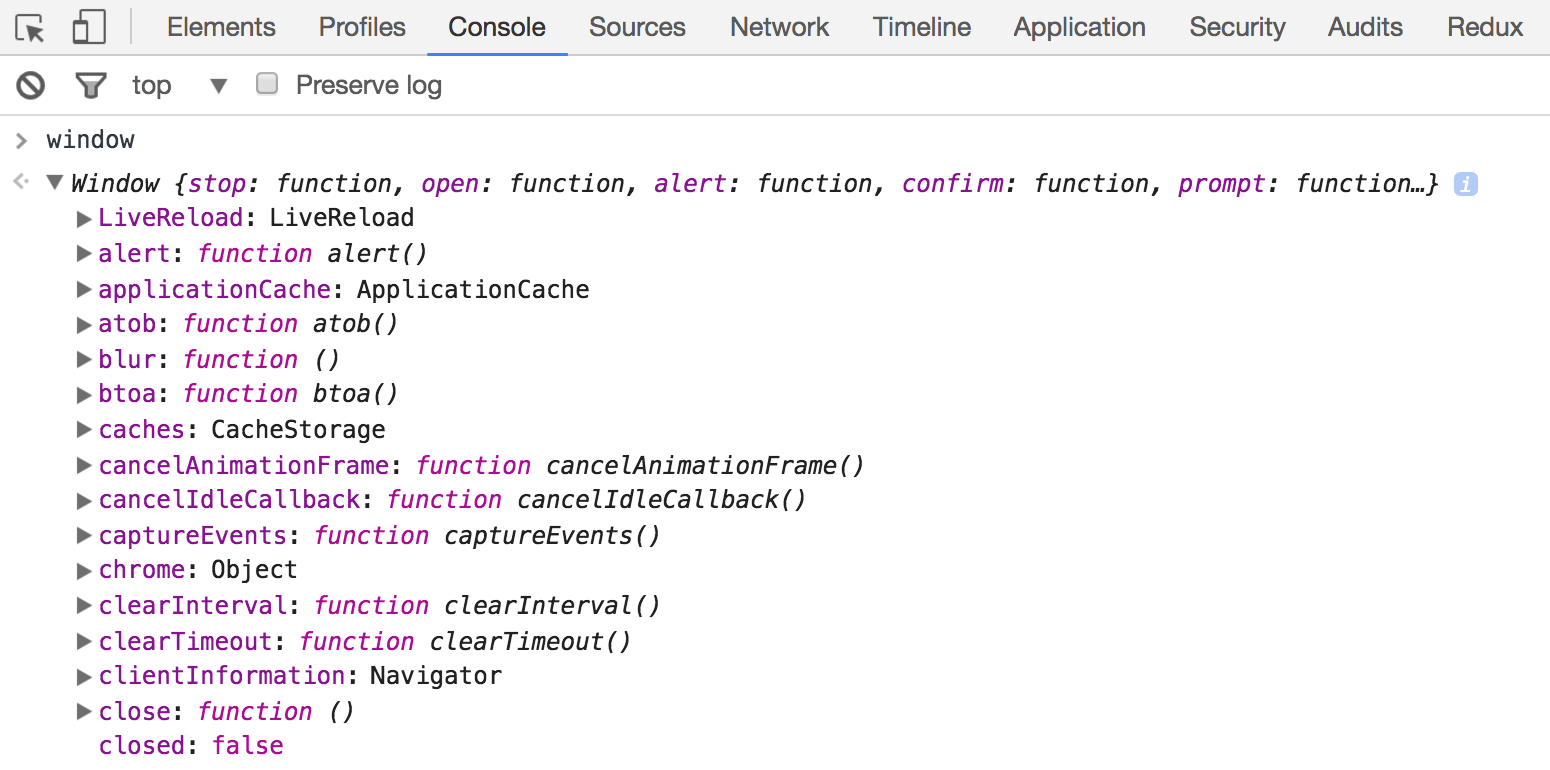 Elements Profiles Console Sources Network Timeline Application Security Audits Redux
top ▼ Preserve log
> window
Window {stop: function, open: function, alert: function, confirm: function, prompt: function…} i
LiveReload: LiveReload
alert: function alert()
applicationCache: ApplicationCache
atob: function atob()
blur: function ()
btoa: function btoa()
caches: CacheStorage
cancelAnimationFrame: function cancelAnimationFrame()
cancelIdleCallback: function cancelIdleCallback()
captureEvents: function captureEvents()
chrome: Object
clearInterval: function clearInterval()
clearTimeout: function clearTimeout()
clientInformation: Navigator
close: function ()
closed: false